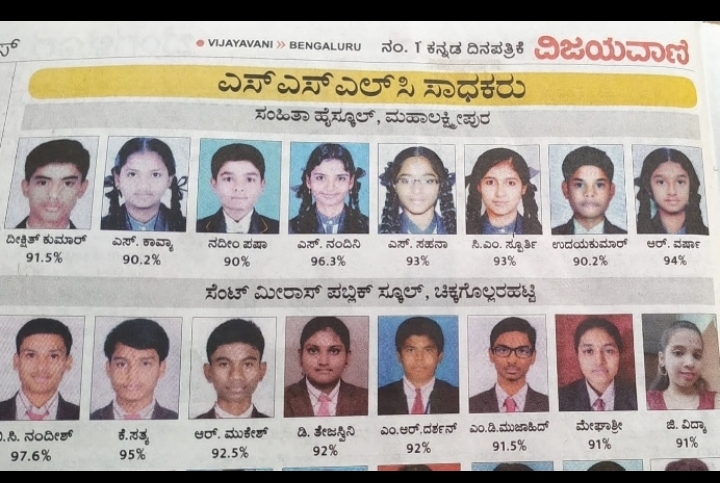 VIJAYAVANI >> BENGALURU ನಂ. 1 ಕನ್ನಡ ದಿನಪತ್ರಿಕೆ ವಿಜಯವಾಣಿ
ಎಸ್ಎಸ್ಎಲ್‌ಸಿ ಸಾಧಕರು
ಸಂಹಿತಾ ಹೈಸ್ಕೂಲ್, ಮಹಾಲಕ್ಷ್ಮೀಪುರ
ದೀಕ್ಷಿತ್ ಕುಮಾರ್ ಎಸ್. ಕಾವ್ಯಾ ನದೀಂ ಪಷಾ ಎಸ್. ನಂದಿನಿ ಎಸ್. ಸಹನಾ ಸಿ.ಎಂ. ಸ್ಪೂರ್ತಿ ಉದಯಕುಮಾರ್ ಆರ್. ವರ್ಷಾ
91.5% 90.2% 90% 96.3% 93% 93% 90.2% 94%
ಸೆಂಟ್ ಮೀರಾಸ್ ಪಬ್ಲಿಕ್ ಸ್ಕೂಲ್, ಚಿಕ್ಕಗೊಲ್ಲರಹಟ್ಟಿ
ಸಿ. ನಂದೀಶ್ ಕೆ.ಸತ್ಯ ಆರ್. ಮುಕೇಶ್ ಡಿ. ತೇಜಸ್ವಿನಿ ಎಂ.ಆರ್.ದರ್ಶನ್ ಎಂ.ಡಿ.ಮುಜಾಹಿದ್ ಮೇಘಾಶ್ರೀ ಜಿ. ವಿದ್ಯಾ
97.6% 95% 92.5% 92% 92% 91.5% 91% 91%